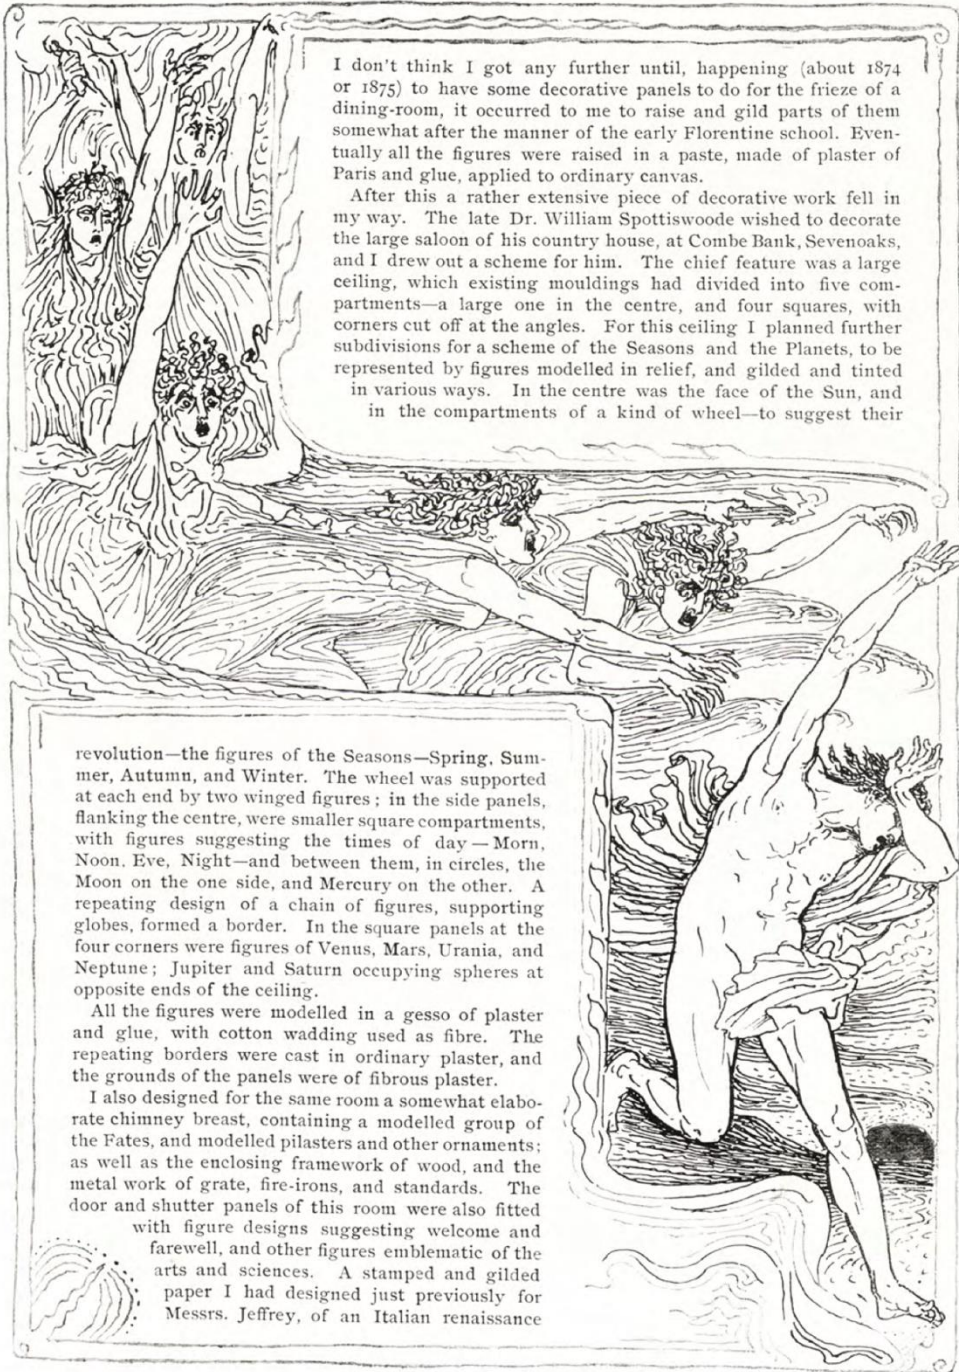 I don't think I got any further until, happening (about 1874
or 1875) to have some decorative panels to do for the frieze of a
dining-room, it occurred to me to raise and gild parts of them
somewhat after the manner of the early Florentine school. Even-
tually all the figures were raised in a paste, made of plaster of
Paris and glue, applied to ordinary canvas.
After this a rather extensive piece of decorative work fell in
my way. The late Dr. William Spottiswoode wished to decorate
the large saloon of his country house, at Combe Bank, Sevenoaks,
and I drew out a scheme for him. The chief feature was a large
ceiling, which existing mouldings had divided into five com-
partments—a large one in the centre, and four squares, with
corners cut off at the angles. For this ceiling I planned further
subdivisions for a scheme of the Seasons and the Planets, to be
represented by figures modelled in relief, and gilded and tinted
in various ways. In the centre was the face of the Sun, and
in the compartments of a kind of wheel—to suggest their
revolution—the figures of the Seasons—Spring, Sum-
mer, Autumn, and Winter. The wheel was supported
at each end by two winged figures; in the side panels,
flanking the centre, were smaller square compartments,
with figures suggesting the times of day—Morn,
Noon, Eve, Night—and between them, in circles, the
Moon on the one side, and Mercury on the other. A
repeating design of a chain of figures, supporting
globes, formed a border. In the square panels at the
four corners were figures of Venus, Mars, Urania, and
Neptune; Jupiter and Saturn occupying spheres at
opposite ends of the ceiling.
All the figures were modelled in a gesso of plaster
and glue, with cotton wadding used as fibre. The
repeating borders were cast in ordinary plaster, and
the grounds of the panels were of fibrous plaster.
I also designed for the same room a somewhat elabo-
rate chimney breast, containing a modelled group of
the Fates, and modelled pilasters and other ornaments;
as well as the enclosing framework of wood, and the
metal work of grate, fire-irons, and standards. The
door and shutter panels of this room were also fitted
with figure designs suggesting welcome and
farewell, and other figures emblematic of the
arts and sciences. A stamped and gilded
paper I had designed just previously for
Messrs. Jeffrey, of an Italian renaissance